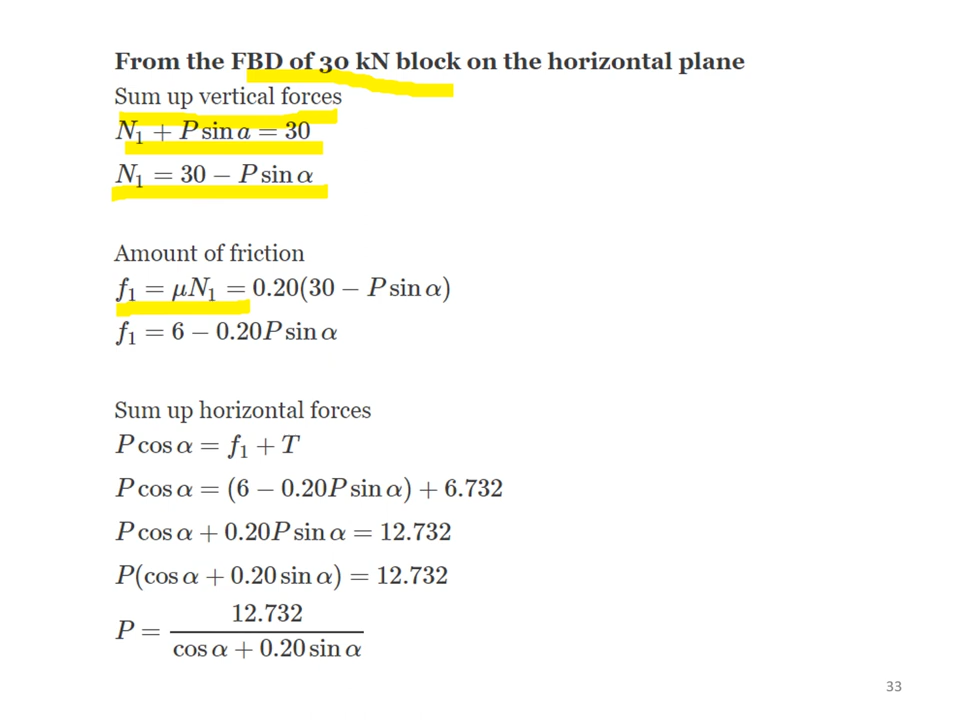 From the FBD of 30 kN block on the horizontal plane
Sum up vertical forces
N₁ + P sin a = 30
N₁ = 30 − P sin α
Amount of friction
f₁ = μN₁ = 0.20(30 − P sin α)
f₁ = 6 − 0.20P sin α
Sum up horizontal forces
P cos α = f₁ + T
P cos α = (6 − 0.20P sin α) + 6.732
P cos α + 0.20P sin α = 12.732
P(cos α + 0.20 sin α) = 12.732
P = 12.732 / cos α + 0.20 sin α
33